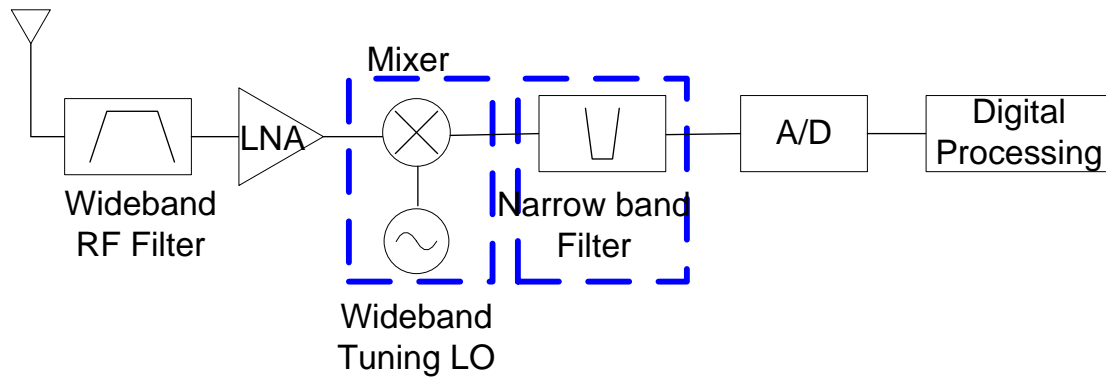 Mixer
LNA
A/D
Digital
Processing
Wideband
RF Filter
Narrow band
Filter
Wideband
Tuning LO